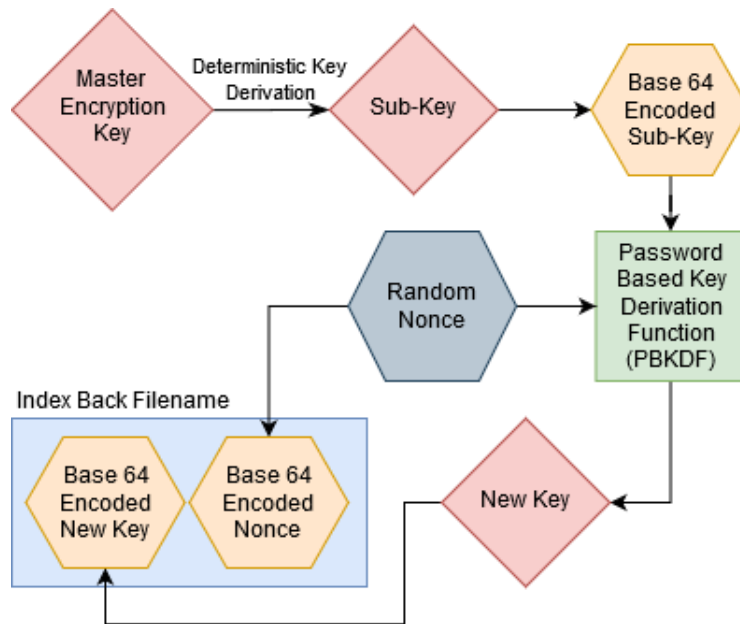 Master
Encryption
Key
Deterministic Key
Derivation
Sub-Key
Base 64
Encoded
Sub-Key
Random
Nonce
Password
Based Key
Derivation
Function
(PBKDF)
Index Back Filename
Base 64
Encoded
New Key
Base 64
Encoded
Nonce
New Key